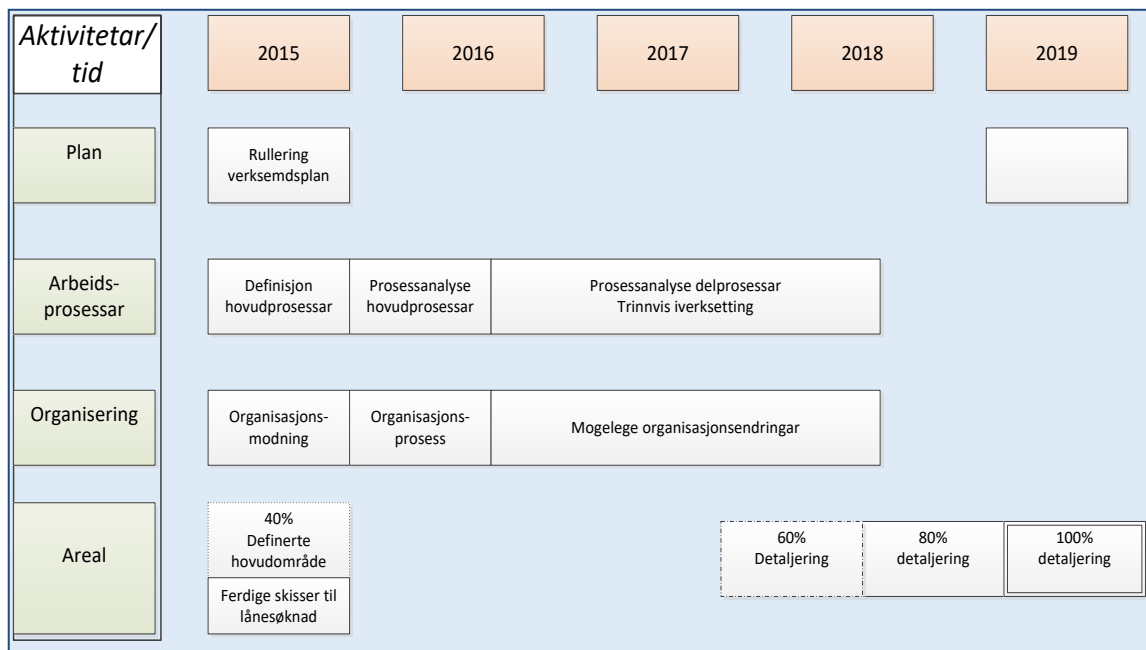 Aktivitetar/
tid
2015
2016
2017
2018
2019
Plan
Rullering
verksemdsplan
Arbeids-
prosessar
Definisjon
hovudprosessar
Prosessanalyse
hovudprosessar
Prosessanalyse delprosessar
Trinnvis iverksetting
Organisering
Organisasjons-
modning
Organisasjons-
prosess
Mogelege organisasjonsendringar
Areal
40%
Definerte
hovudområde
Ferdige skisser til
lånesøknad
60%
Detaljering
80%
detaljering
100%
detaljering